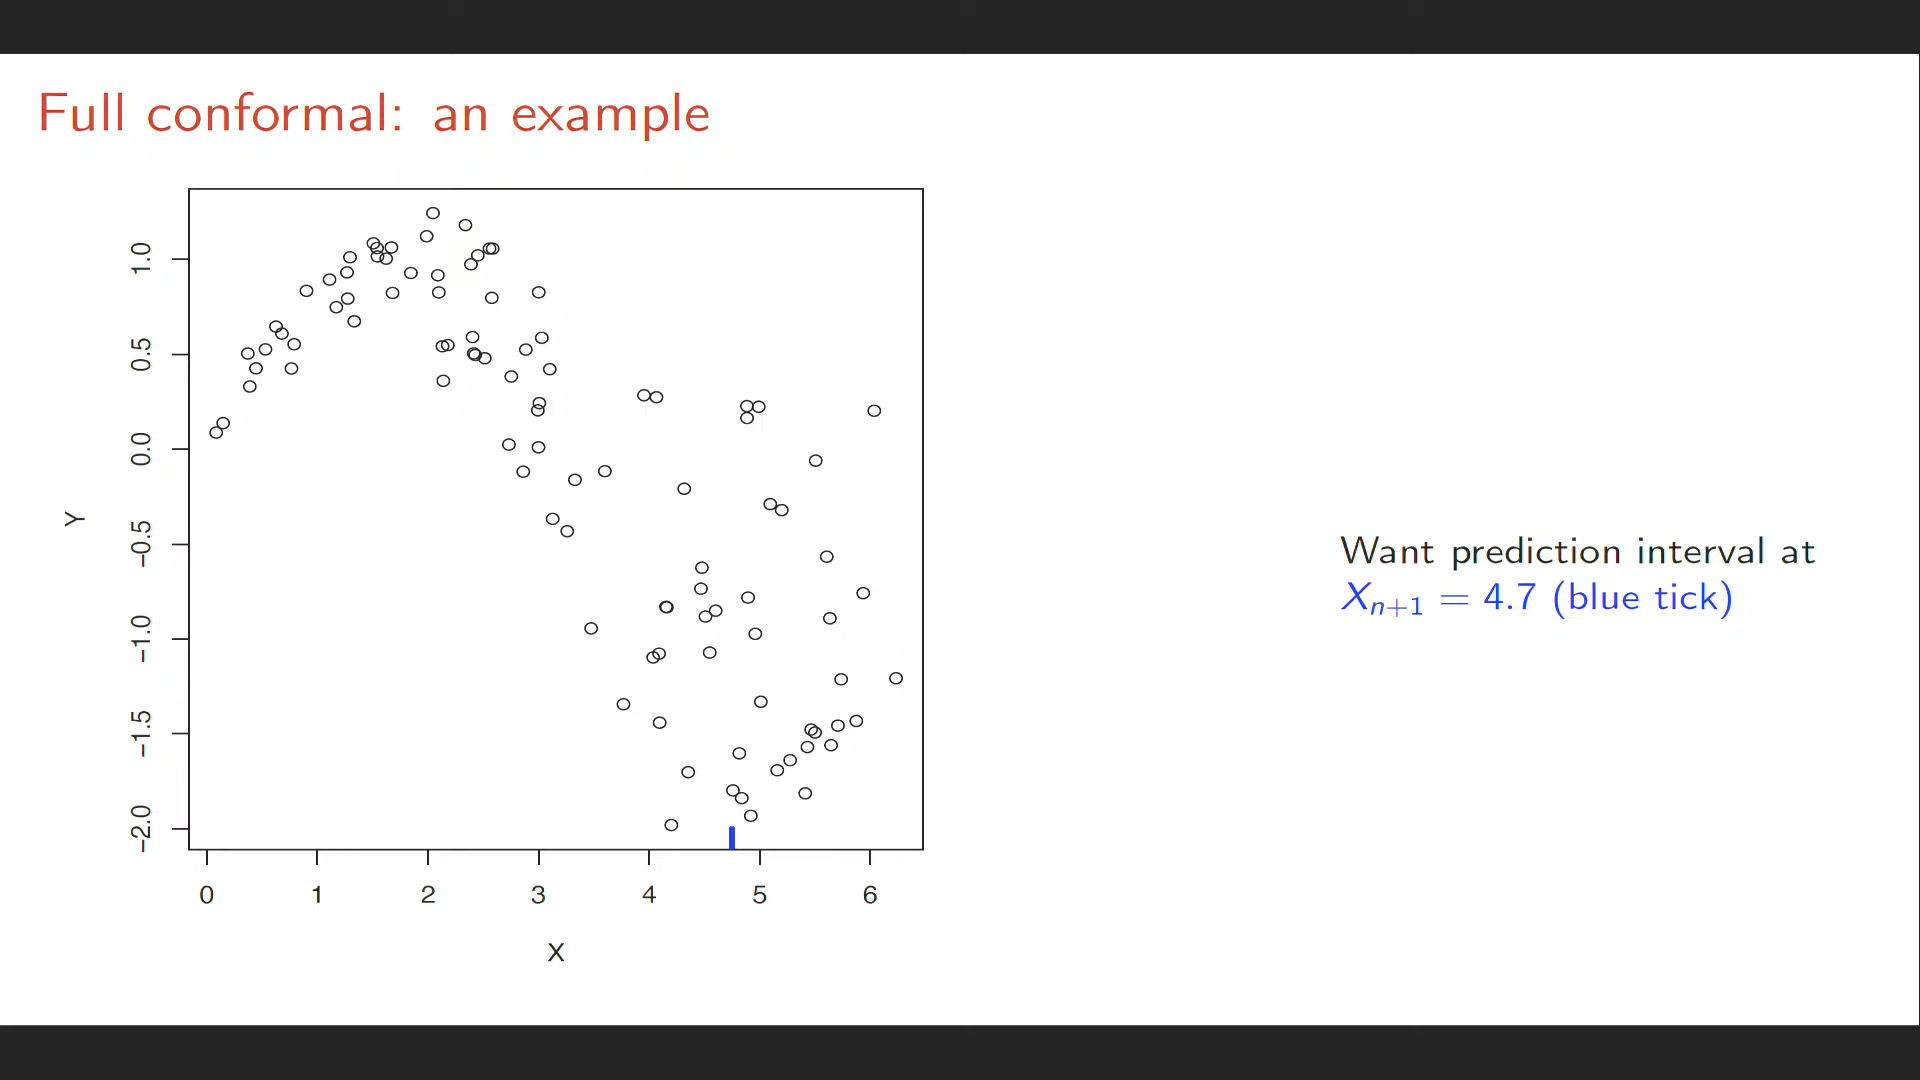 Full conformal: an example
1.0
0.5
0.0
−0.5
−1.0
−1.5
−2.0
Y
0 1 2 3 4 5 6
X
Want prediction interval at
Xn+1 = 4.7 (blue tick)